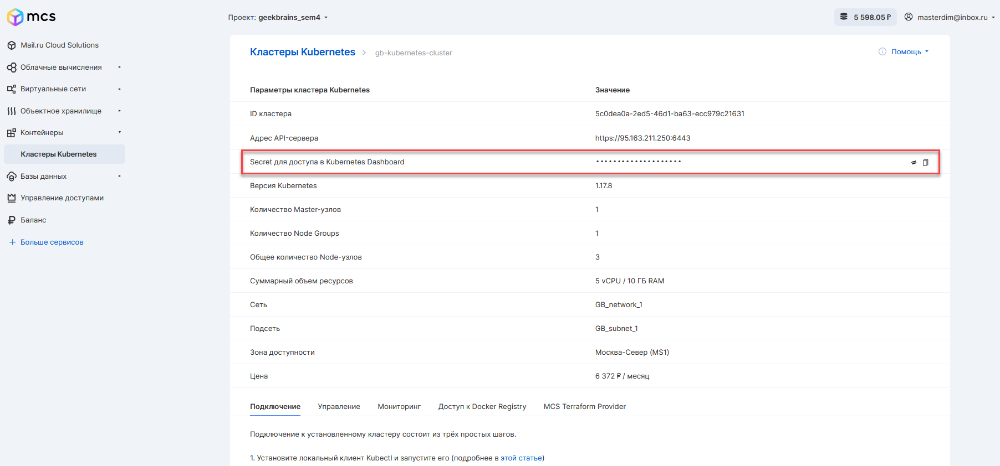 mcs
Проект: geekbrains_sem4
5 598.05 ₽
masterdim@inbox.ru
Mail.ru Cloud Solutions
Облачные вычисления
Виртуальные сети
Объектное хранилище
Контейнеры
Кластеры Kubernetes
Базы данных
Управление доступами
Баланс
+ Больше сервисов
Кластеры Kubernetes > gb-kubernetes-cluster
Помощь
Параметры кластера Kubernetes Значение
ID кластера 5c0dea0a-2ed5-46d1-ba63-ecc979c21631
Адрес API-сервера https://95.163.211.250:6443
Secret для доступа в Kubernetes Dashboard ••••••••••••••••••••
Версия Kubernetes 1.17.8
Количество Master-узлов 1
Количество Node Groups 1
Общее количество Node-узлов 3
Суммарный объем ресурсов 5 vCPU / 10 ГБ RAM
Сеть GB_network_1
Подсеть GB_subnet_1
Зона доступности Москва-Север (MS1)
Цена 6 372 ₽ / месяц
Подключение Управление Мониторинг Доступ к Docker Registry MCS Terraform Provider
Подключение к установленному кластеру состоит из трёх простых шагов.
1. Установите локальный клиент Kubectl и запустите его (подробнее в этой статье)